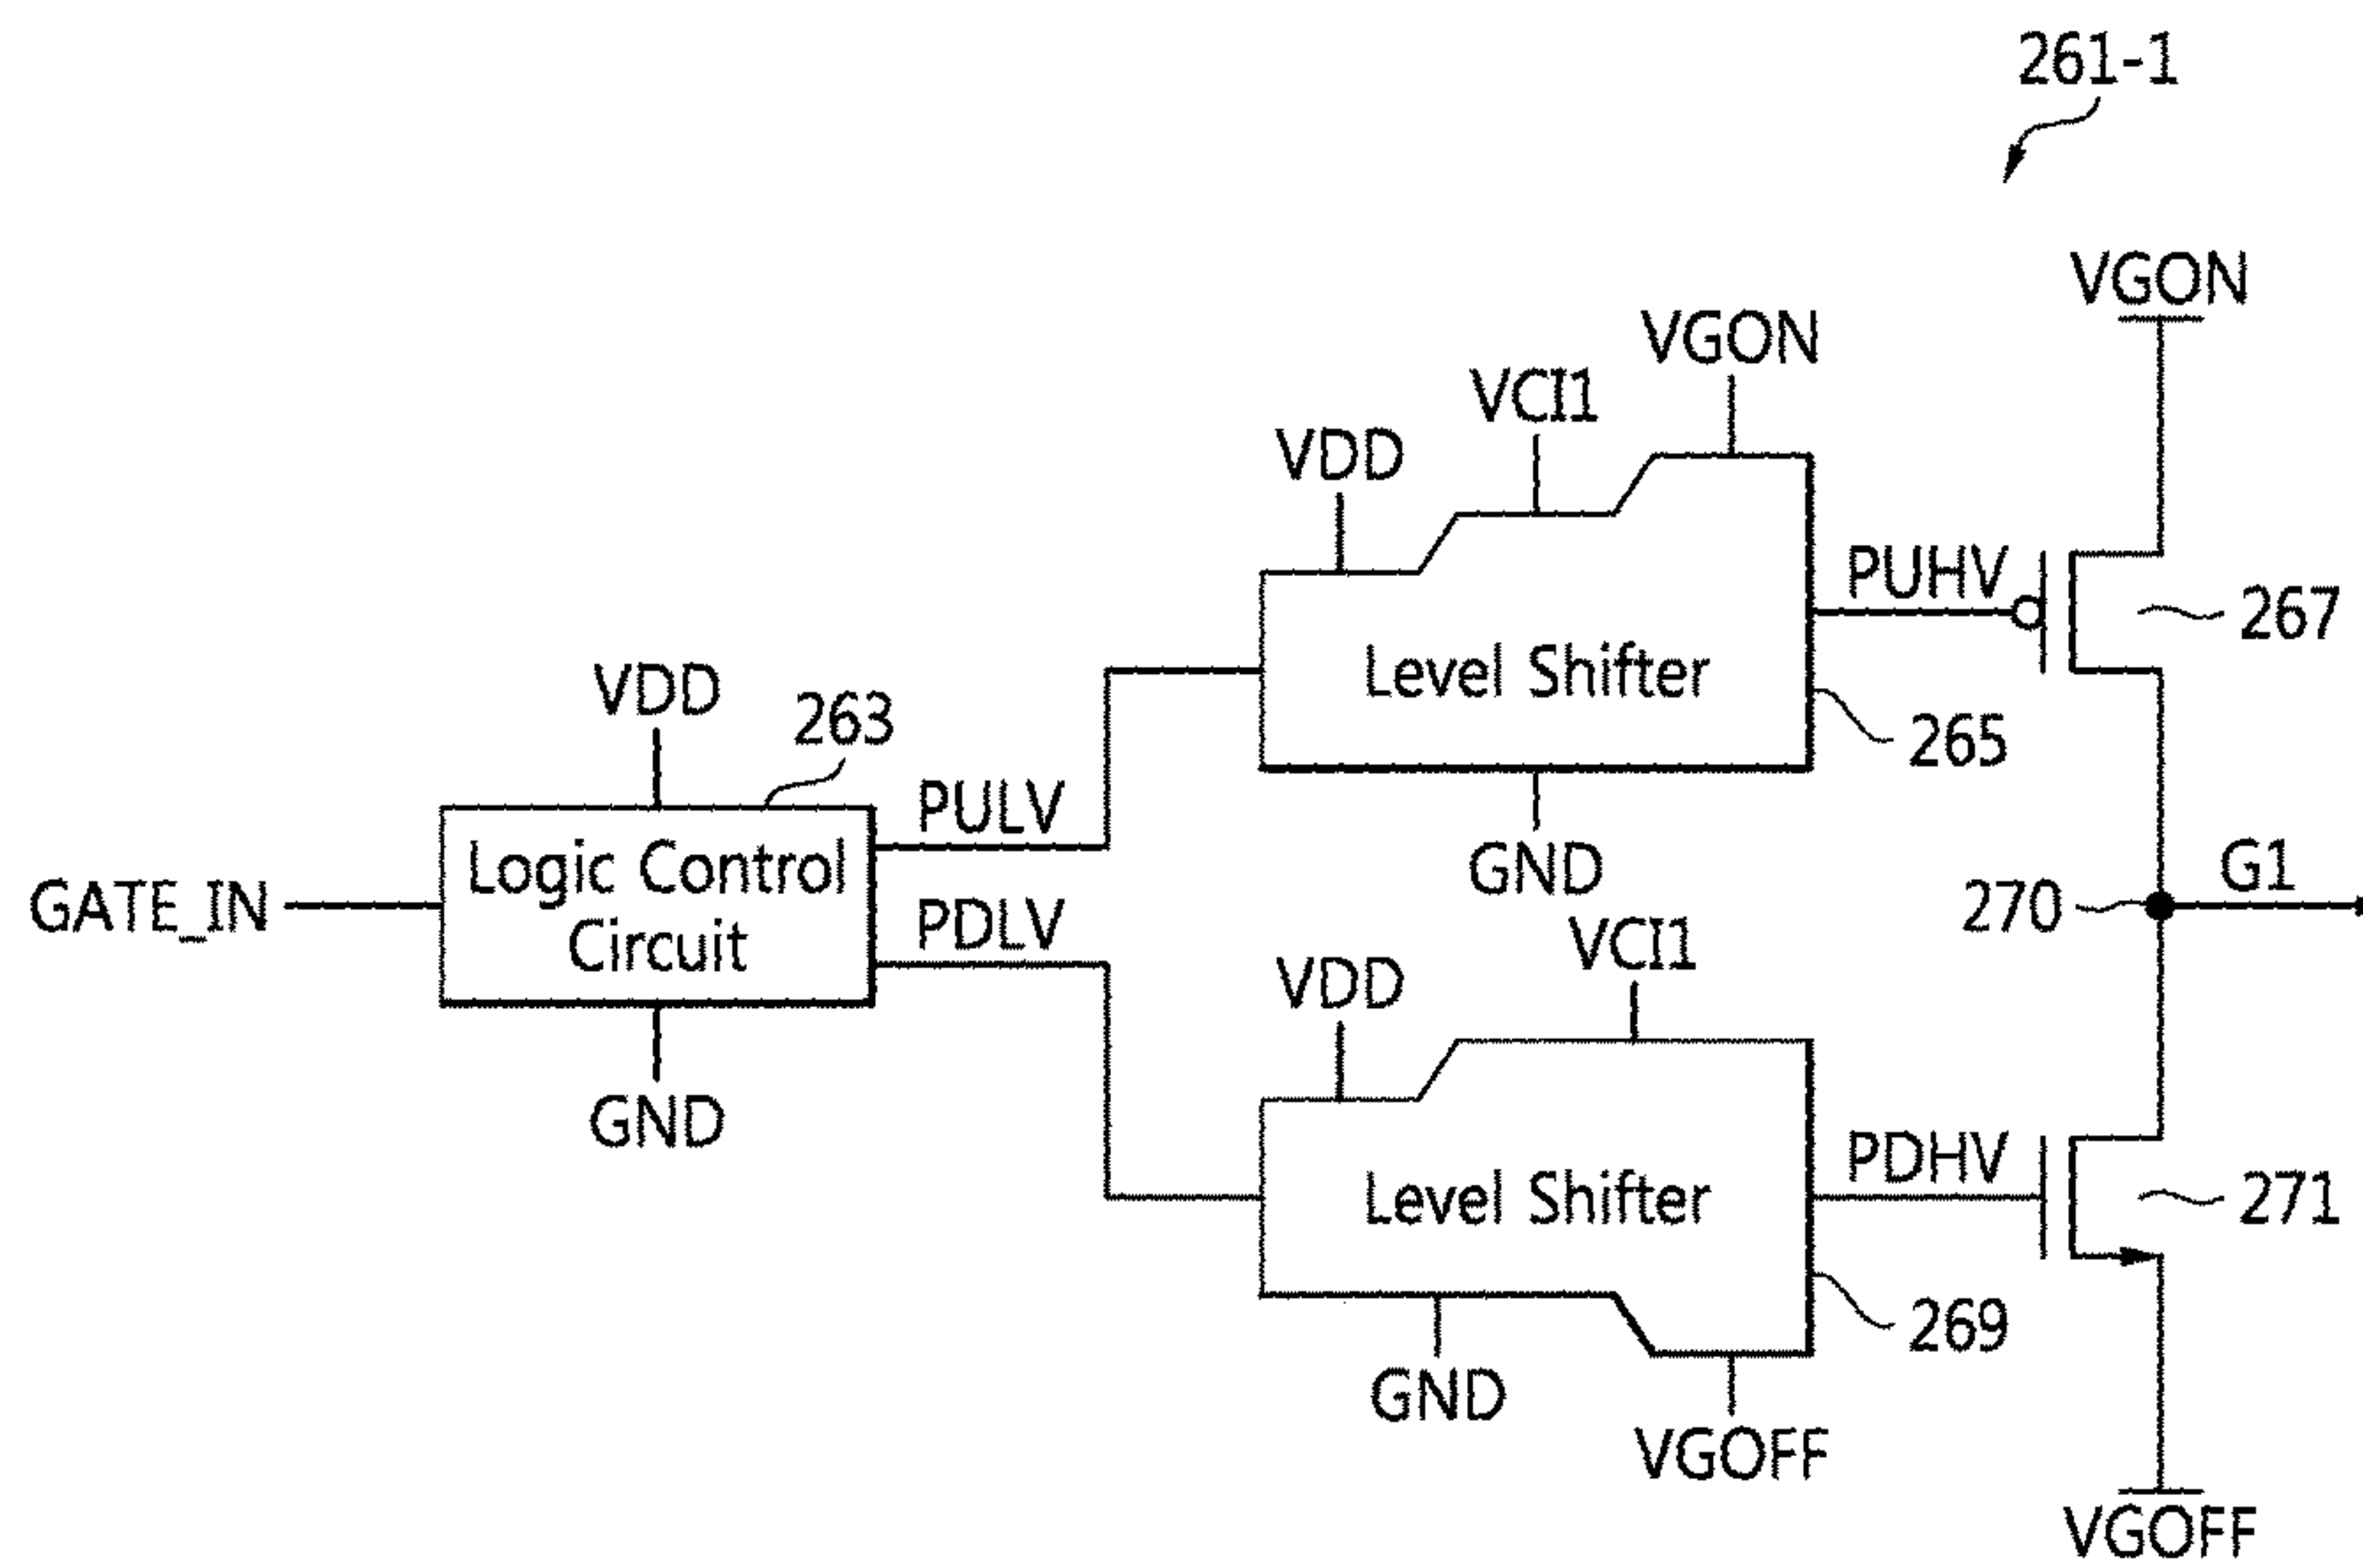 261-1
VGON
VGON
VCI1
VDD
PUHV
267
Level Shifter
265
VDD
263
PULV
GND
Logic Control
Circuit
GATE_IN
G1
270
PDLV
VCI1
VDD
GND
PDHV
271
Level Shifter
269
GND
VGOFF
VGOFF